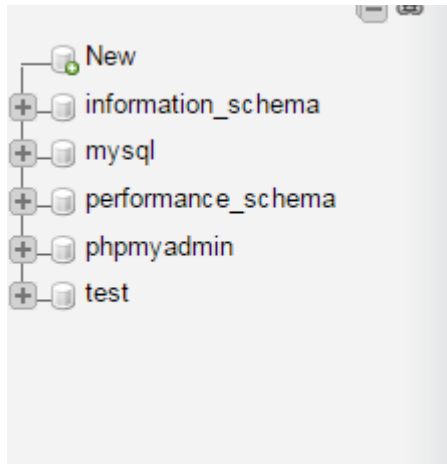 New
information_schema
mysql
performance_schema
phpmyadmin
test